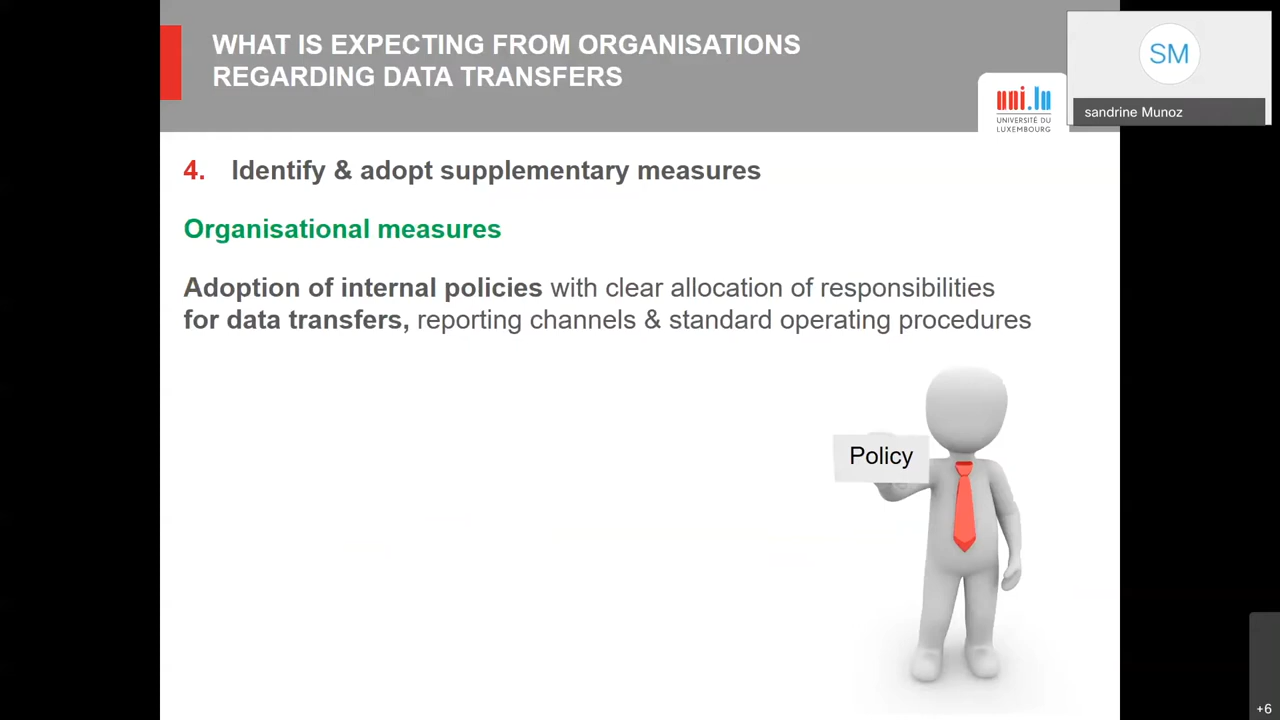 WHAT IS EXPECTING FROM ORGANISATIONS
REGARDING DATA TRANSFERS
SM
sandrine Munoz
uni.lu
UNIVERSITÉ DU
LUXEMBOURG
4. Identify & adopt supplementary measures
Organisational measures
Adoption of internal policies with clear allocation of responsibilities
for data transfers, reporting channels & standard operating procedures
Policy
+6